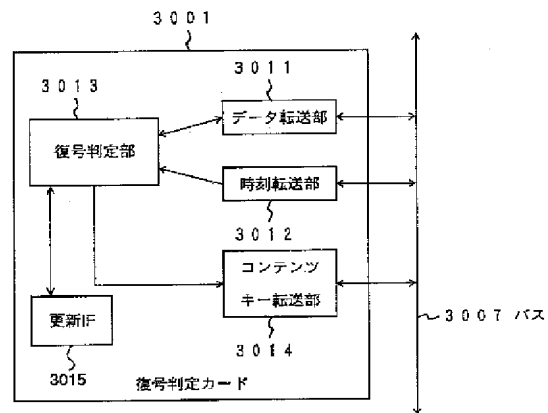 3001
3011
3013
データ転送部
復号判定部
時刻転送部
3012
コンテンツ
キー転送部
3007 バス
更新IF
3014
3015
復号判定カード